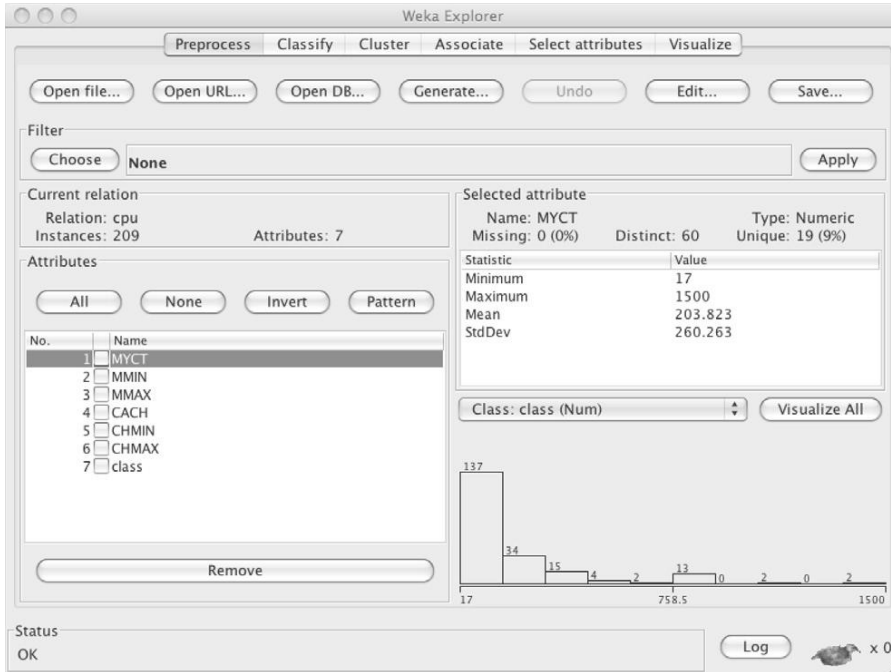 Weka Explorer
Preprocess Classify Cluster Associate Select attributes Visualize
Open file... Open URL... Open DB... Generate... Undo Edit... Save...
Filter
Choose None Apply
Current relation
Relation: cpu
Instances: 209 Attributes: 7
Selected attribute
Name: MYCT Type: Numeric
Missing: 0 (0%) Distinct: 60 Unique: 19 (9%)
Statistic Value
Minimum 17
Maximum 1500
Mean 203.823
StdDev 260.263
Attributes
All None Invert Pattern
No. Name
1 MYCT
2 MMIN
3 MMAX
4 CACH
5 CHMIN
6 CHMAX
7 class
Remove
Class: class (Num) Visualize All
137
34
15
4
2
13
0
2
0
2
17 758.5 1500
Status
OK
Log x 0